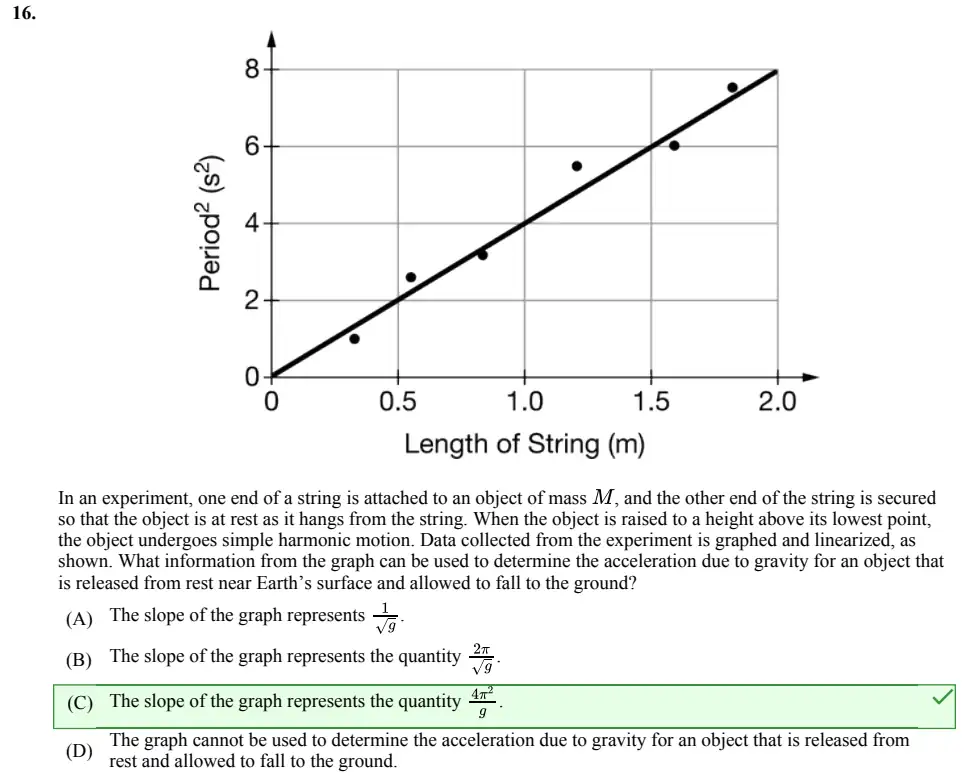 16.
8
6
4
2
0
Period² (s²)
0 0.5 1.0 1.5 2.0
Length of String (m)
In an experiment, one end of a string is attached to an object of mass M, and the other end of the string is secured
so that the object is at rest as it hangs from the string. When the object is raised to a height above its lowest point,
the object undergoes simple harmonic motion. Data collected from the experiment is graphed and linearized, as
shown. What information from the graph can be used to determine the acceleration due to gravity for an object that
is released from rest near Earth's surface and allowed to fall to the ground?
(A) The slope of the graph represents 1/√g.
(B) The slope of the graph represents the quantity 2π/√g.
(C) The slope of the graph represents the quantity 4π²/g.
(D) The graph cannot be used to determine the acceleration due to gravity for an object that is released from
rest and allowed to fall to the ground.